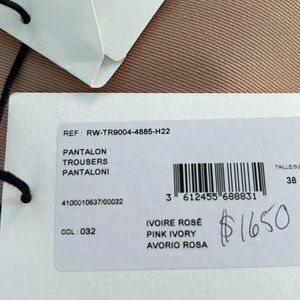 REF : RW-TR9004-4885-H22
PANTALON
TROUSERS
PANTALONI
TAILLE/SIZ
38
3 612455 688831
4100010637/00032
COL : 032
IVOIRE ROSÉ
PINK IVORY
AVORIO ROSA
$1650